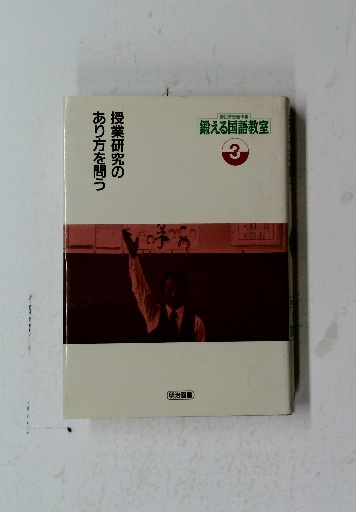 鍛える国語教室
3
授業研究の
あり方を問う
明治図書